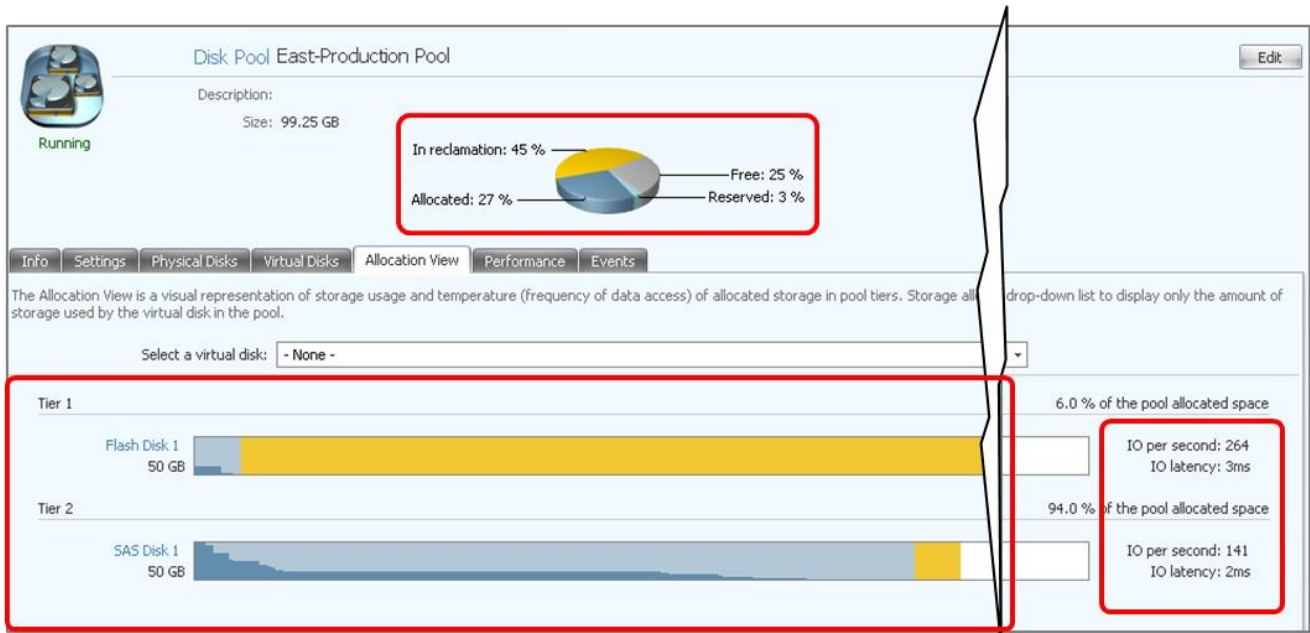 Disk Pool East-Production Pool
Edit
Description:
Size: 99.25 GB
Running
In reclamation: 45 %
Free: 25 %
Allocated: 27 %
Reserved: 3 %
Info Settings Physical Disks Virtual Disks Allocation View Performance Events
The Allocation View is a visual representation of storage usage and temperature (frequency of data access) of allocated storage in pool tiers. Storage drop-down list to display only the amount of
storage used by the virtual disk in the pool.
Select a virtual disk: - None -
Tier 1
6.0 % of the pool allocated space
Flash Disk 1
50 GB
IO per second: 264
IO latency: 3ms
Tier 2
94.0 % of the pool allocated space
SAS Disk 1
50 GB
IO per second: 141
IO latency: 2ms